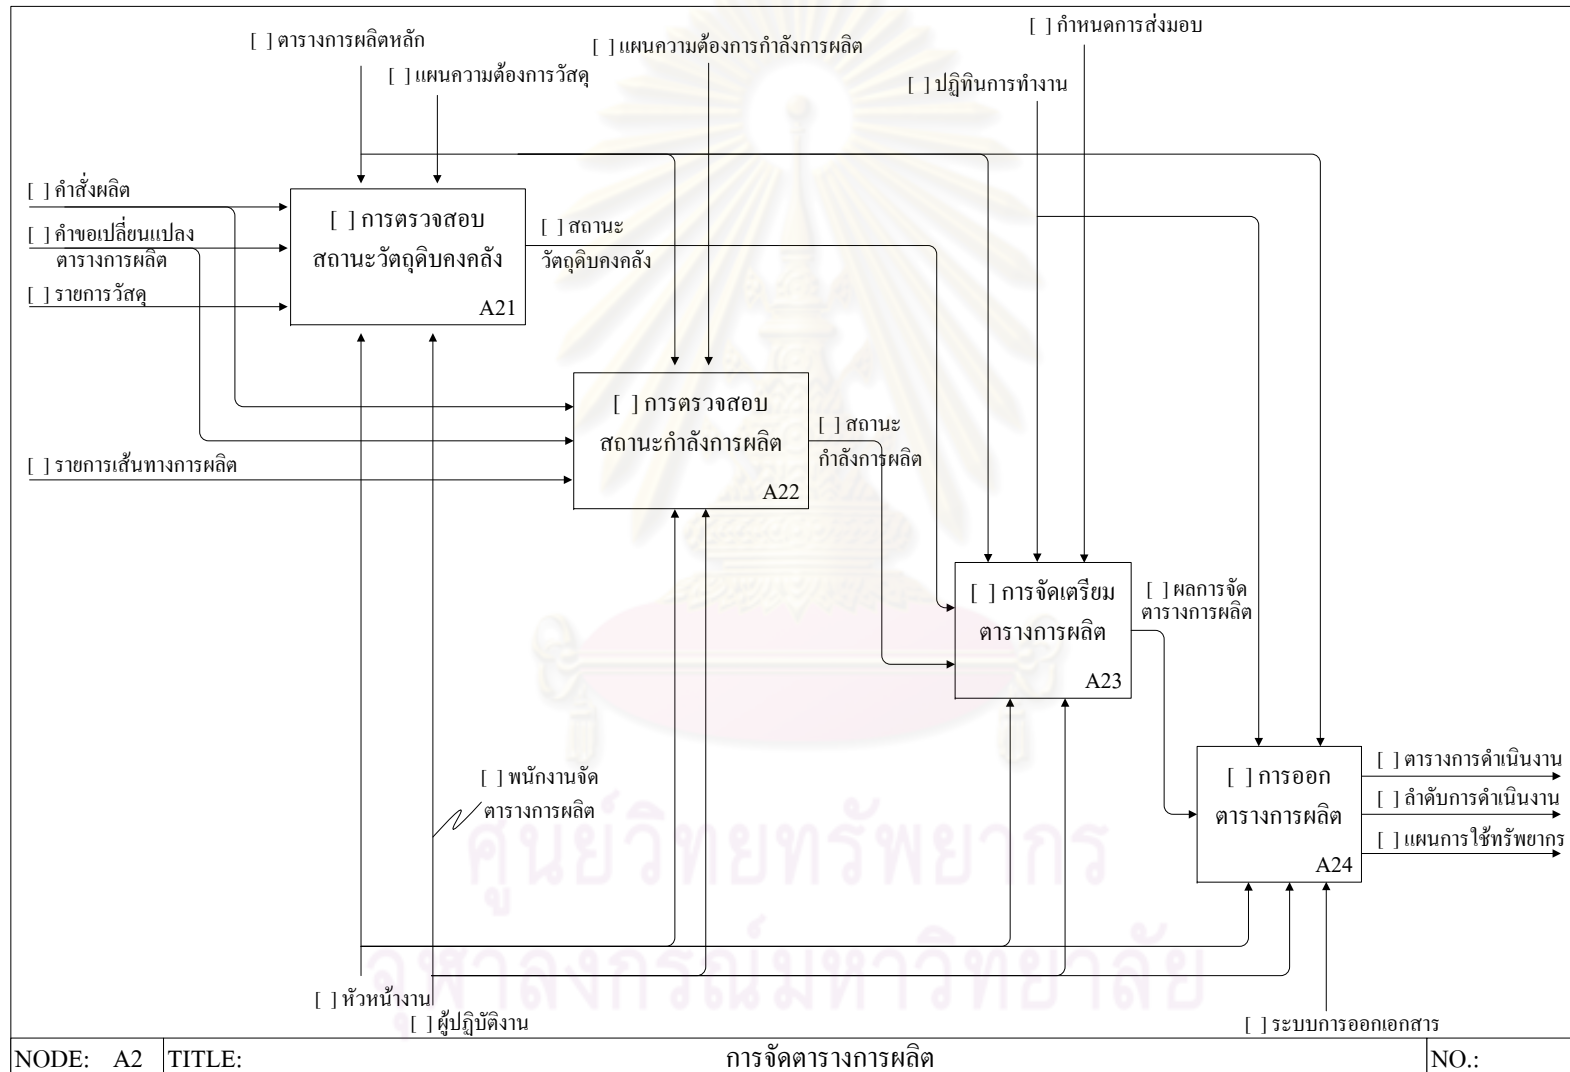 [ ] ตารางการผลิตหลัก
[ ] แผนความต้องการกำลังการผลิต
[ ] กำหนดการส่งมอบ
[ ] แผนความต้องการวัสดุ
[ ] ปฏิทินการทำงาน
[ ] คำสั่งผลิต
[ ] คำขอเปลี่ยนแปลง
ตารางการผลิต
[ ] รายการวัสดุ
[ ] การตรวจสอบ
สถานะวัตถุดิบคงคลัง
A21
[ ] สถานะ
วัตถุดิบคงคลัง
[ ] การตรวจสอบ
สถานะกำลังการผลิต
A22
[ ] สถานะ
กำลังการผลิต
[ ] รายการเส้นทางการผลิต
[ ] การจัดเตรียม
ตารางการผลิต
A23
[ ] ผลการจัด
ตารางการผลิต
[ ] พนักงานจัด
ตารางการผลิต
[ ] การออก
ตารางการผลิต
A24
[ ] ตารางการดำเนินงาน
[ ] ลำดับการดำเนินงาน
[ ] แผนการใช้ทรัพยากร
ศูนย์วิทยทรัพยากร
จุฬาลงกรณ์มหาวิทยาลัย
[ ] หัวหน้างาน
[ ] ผู้ปฏิบัติงาน
[ ] ระบบการออกเอกสาร
NODE: A2 TITLE: การจัดตารางการผลิต NO.: